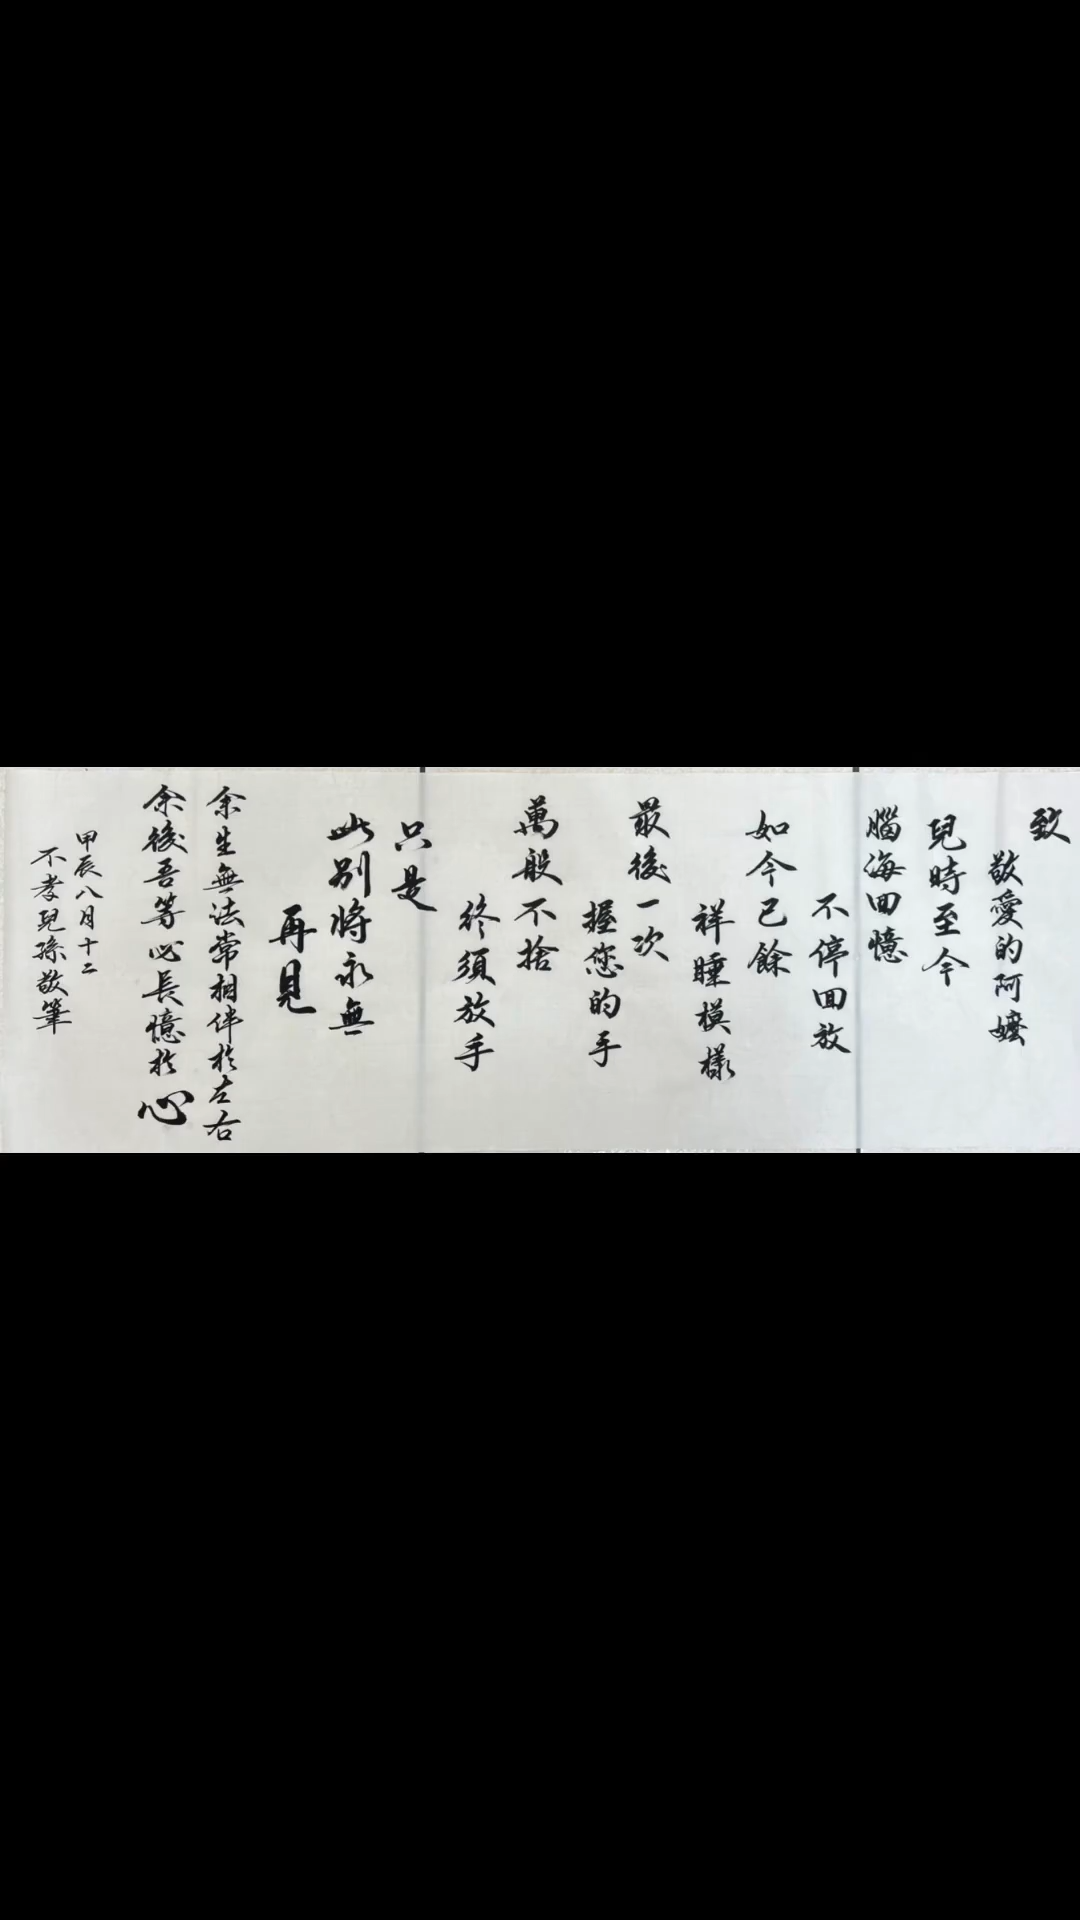 致
敬愛的阿嬤
兒時至今
腦海回憶
不停回放
如今已餘
祥睡模樣
最後一次
握您的手
萬般不捨
終須放手
只是
此別將永無
再見
余生無法常相伴於左右
余後吾等必長憶於心
甲辰八月十二
不孝兒孫敬筆